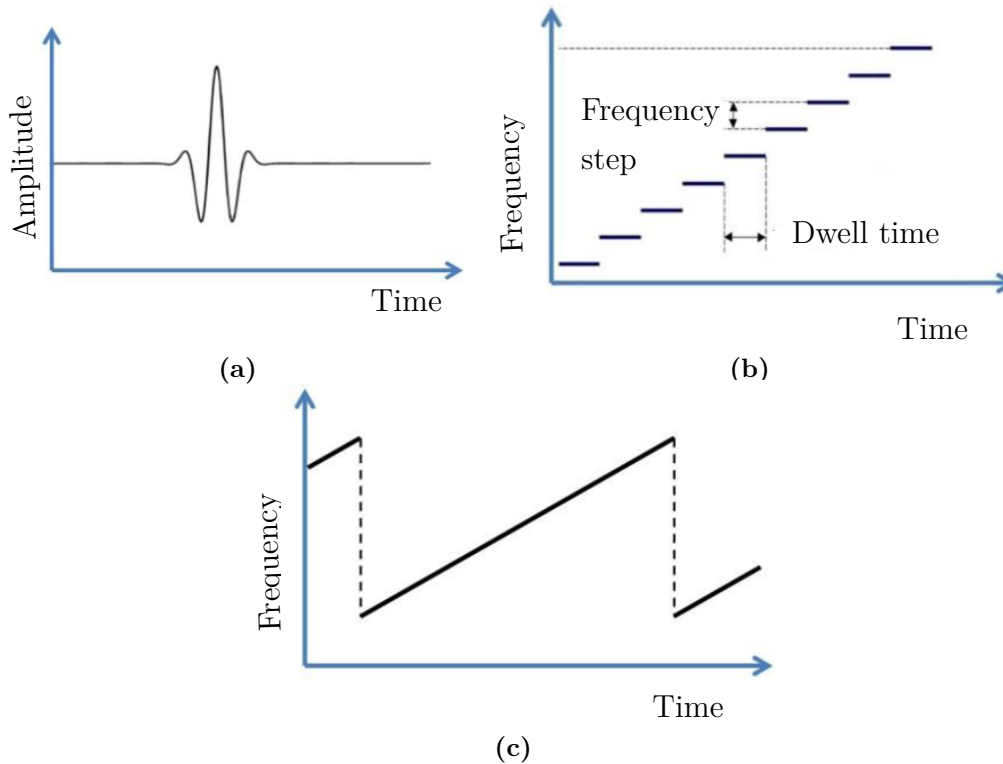 Amplitude
Time
(a)
Frequency
Frequency
step
Dwell time
Time
(b)
Frequency
Time
(c)